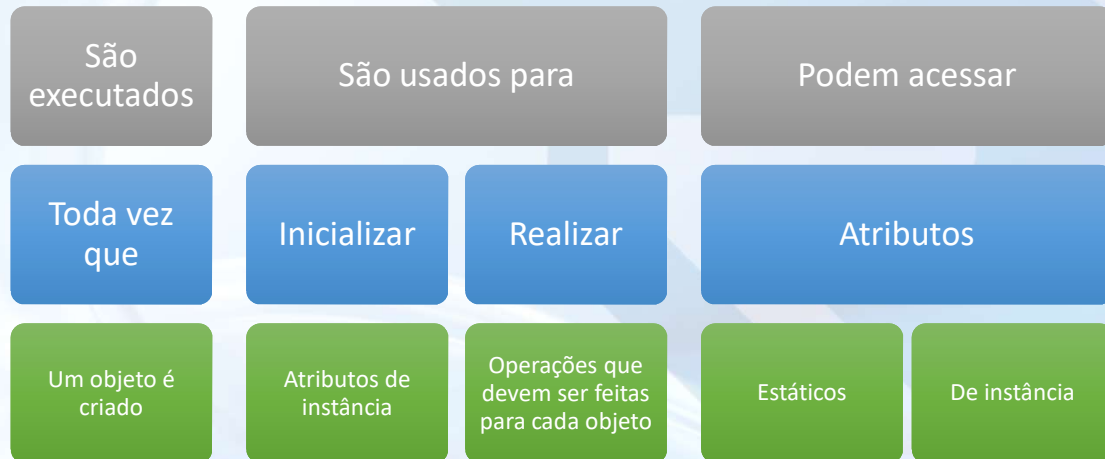 São
executados
São usados para
Podem acessar
Toda vez
que
Inicializar
Realizar
Atributos
Um objeto é
criado
Atributos de
instância
Operações que
devem ser feitas
para cada objeto
Estáticos
De instância